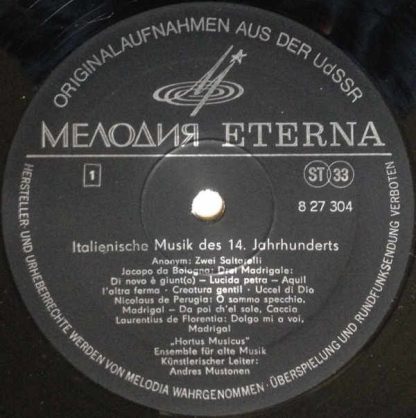 ORIGINALAUFNAHMEN AUS DER UdSSR
МЕЛОДИЯ ETERNA
1
ST 33
8 27 304
Italienische Musik des 14. Jahrhunderts
Anonym: Zwei Saltarelli
Jacopo da Bologna: Drei Madrigale:
Di novo è giunt(o) – Lucida petra – Aquil'
l'altra ferma - Creatura gentil - Uccel di Dio
Nicolaus de Perugia: O sommo specchio,
Madrigal – Da poi ch'el sole, Caccia
Laurentius de Florentia: Dolgo mi a voi,
Madrigal
„Hortus Musicus"
Ensemble für alte Musik
Künstlerischer Leiter:
Andres Mustonen
HERSTELLER- UND URHEBERRECHTE WERDEN VON MELODIA WAHRGENOMMEN · ÜBERSPIELUNG UND RUNDFUNKSENDUNG VERBOTEN